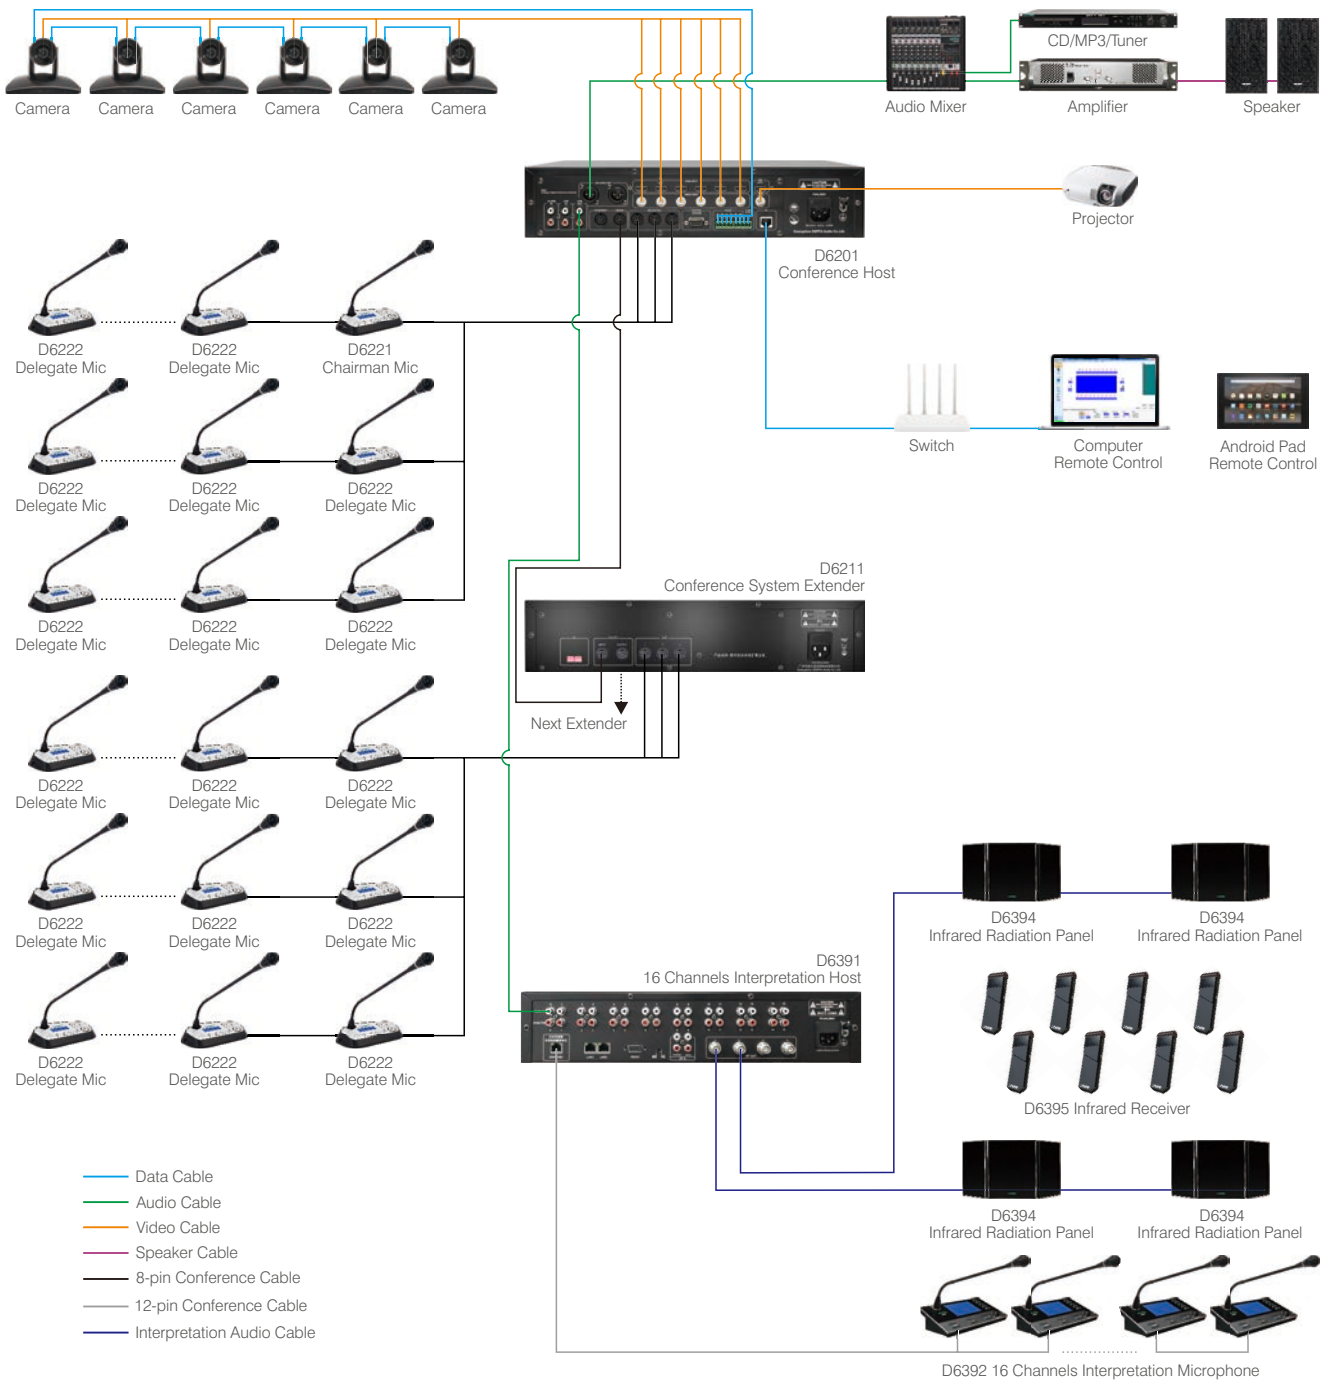 Camera
Camera
Camera
Camera
Camera
Camera
Audio Mixer
CD/MP3/Tuner
Amplifier
Speaker
Projector
D6201
Conference Host
D6222
Delegate Mic
D6222
Delegate Mic
D6221
Chairman Mic
Switch
Computer
Remote Control
Android Pad
Remote Control
D6222
Delegate Mic
D6222
Delegate Mic
D6222
Delegate Mic
D6222
Delegate Mic
D6222
Delegate Mic
D6222
Delegate Mic
D6211
Conference System Extender
Next Extender
D6222
Delegate Mic
D6222
Delegate Mic
D6222
Delegate Mic
D6222
Delegate Mic
D6222
Delegate Mic
D6222
Delegate Mic
D6222
Delegate Mic
D6222
Delegate Mic
D6222
Delegate Mic
D6391
16 Channels Interpretation Host
D6394
Infrared Radiation Panel
D6394
Infrared Radiation Panel
D6395 Infrared Receiver
D6394
Infrared Radiation Panel
D6394
Infrared Radiation Panel
D6392 16 Channels Interpretation Microphone
Data Cable
Audio Cable
Video Cable
Speaker Cable
8-pin Conference Cable
12-pin Conference Cable
Interpretation Audio Cable